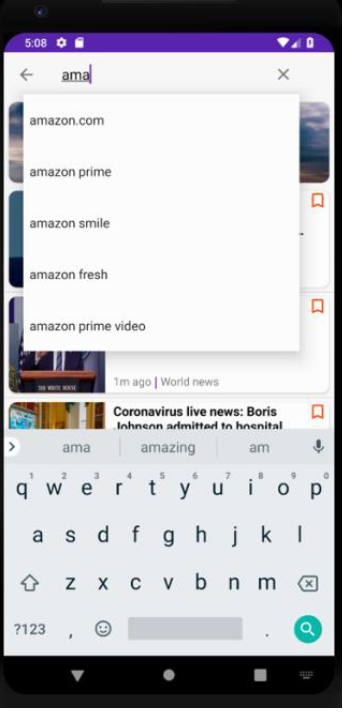 5:08
ama
amazon.com
amazon prime
amazon smile
amazon fresh
amazon prime video
THE WHITE HOUSE
1m ago | World news
Coronavirus live news: Boris
Johnson admitted to hospital
ama amazing am
1 2 3 4 5 6 7 8 9 0
q w e r t y u i o p
a s d f g h j k l
z x c v b n m
?123 , .